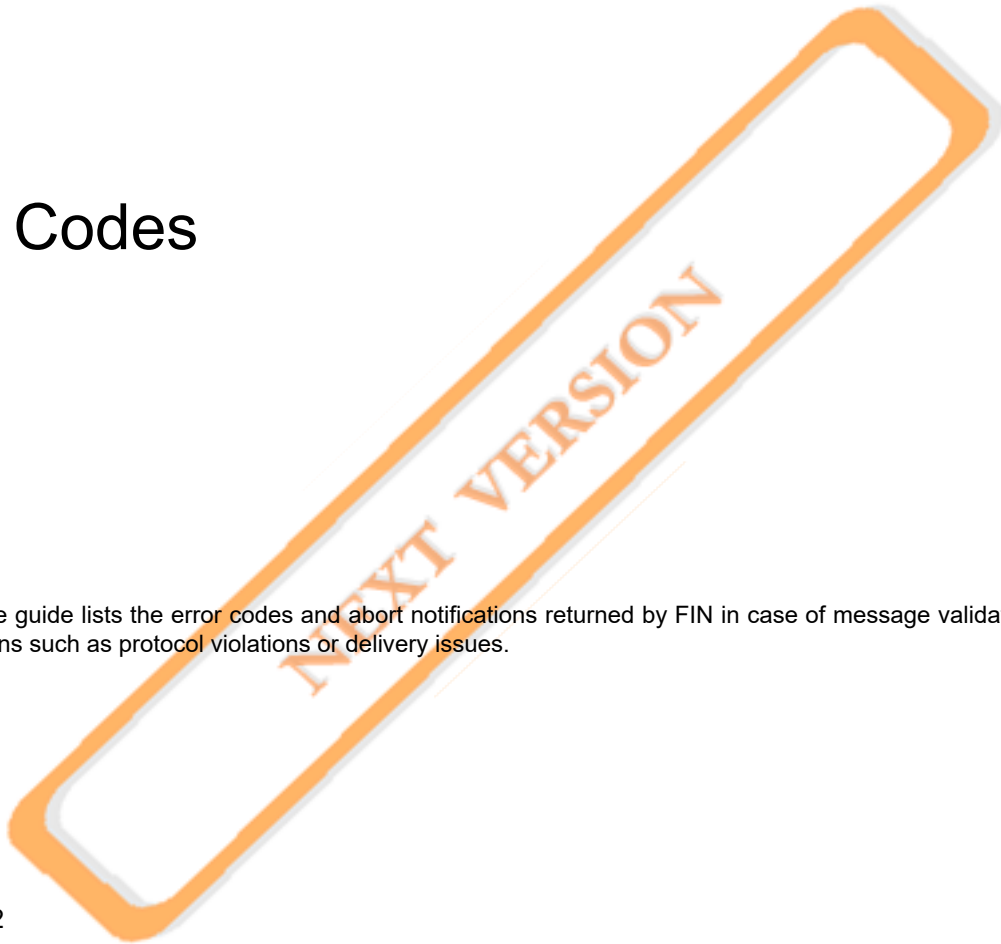 Codes
NEXT VERSION
e guide lists the error codes and abort notifications returned by FIN in case of message valida
ns such as protocol violations or delivery issues.
2